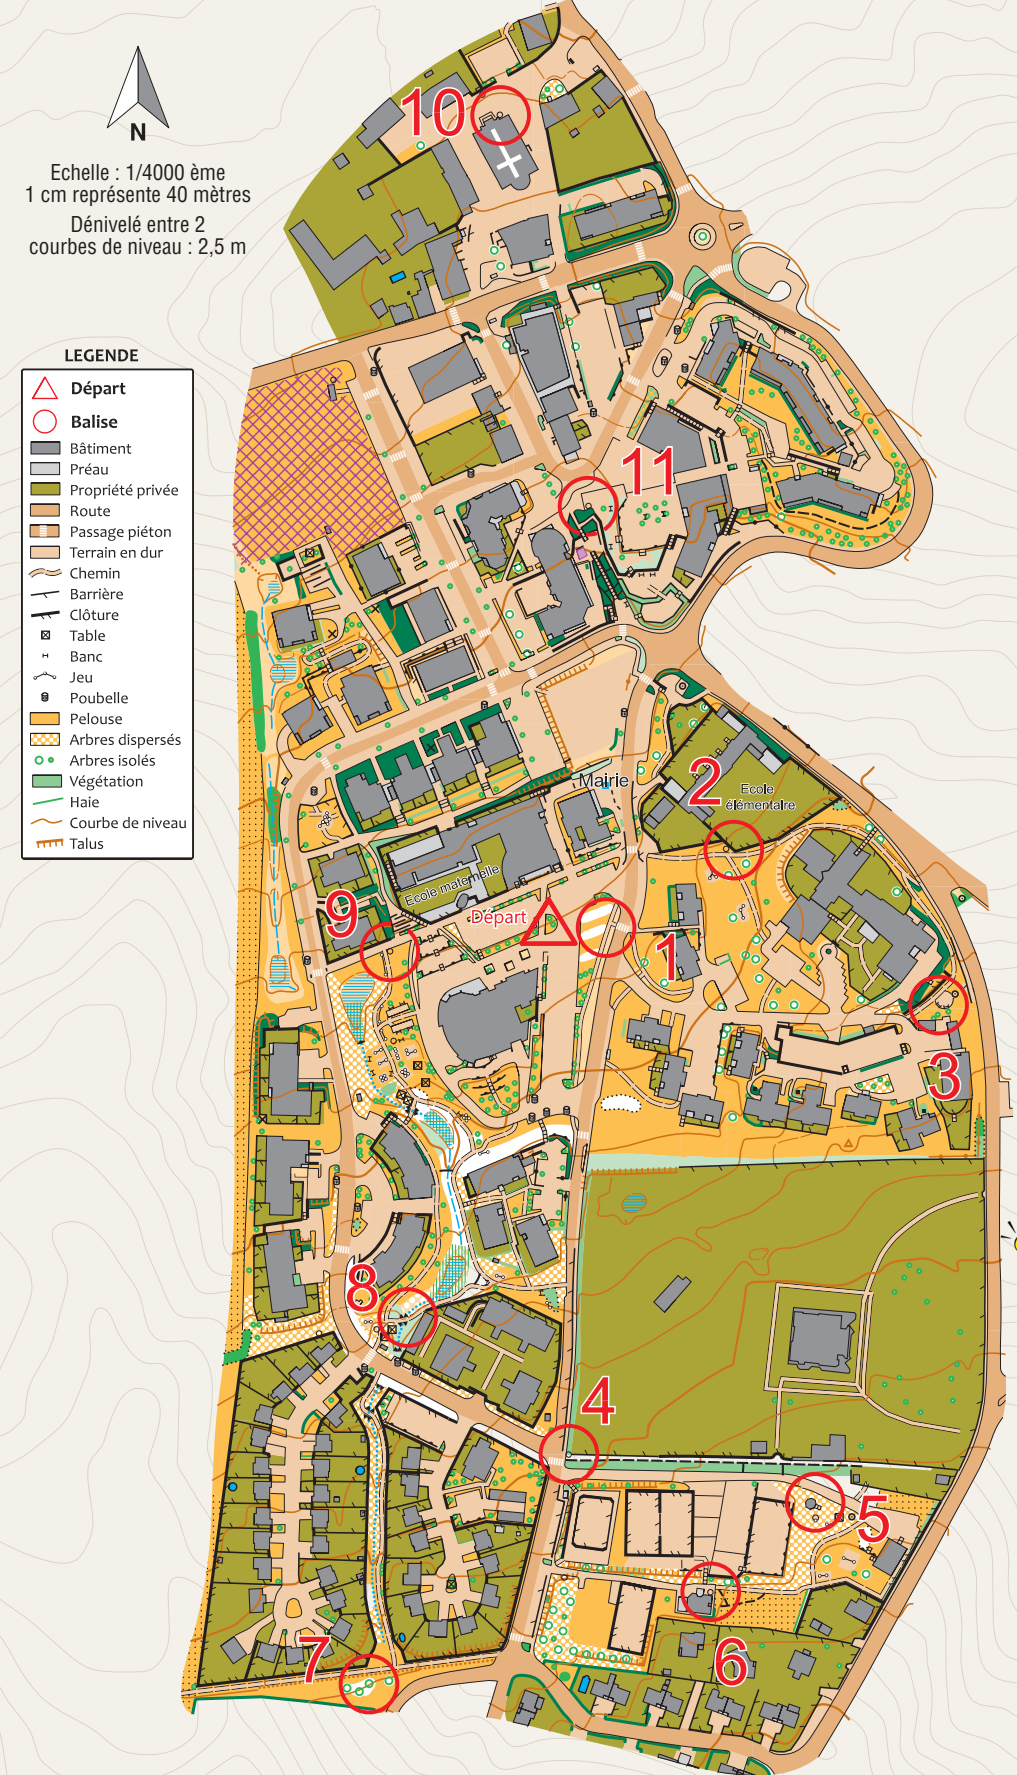 N
Echelle : 1/4000 ème
1 cm représente 40 mètres
Dénivelé entre 2
courbes de niveau : 2,5 m
LEGENDE
Départ
Balise
Bâtiment
Préau
Propriété privée
Route
Passage piéton
Terrain en dur
Chemin
Barrière
Clôture
Table
Banc
Jeu
Poubelle
Pelouse
Arbres dispersés
Arbres isolés
Végétation
Haie
Courbe de niveau
Talus
10
11
Mairie
2
Ecole
élémentaire
Ecole maternelle
9
Départ
1
3
8
4
5
7
6